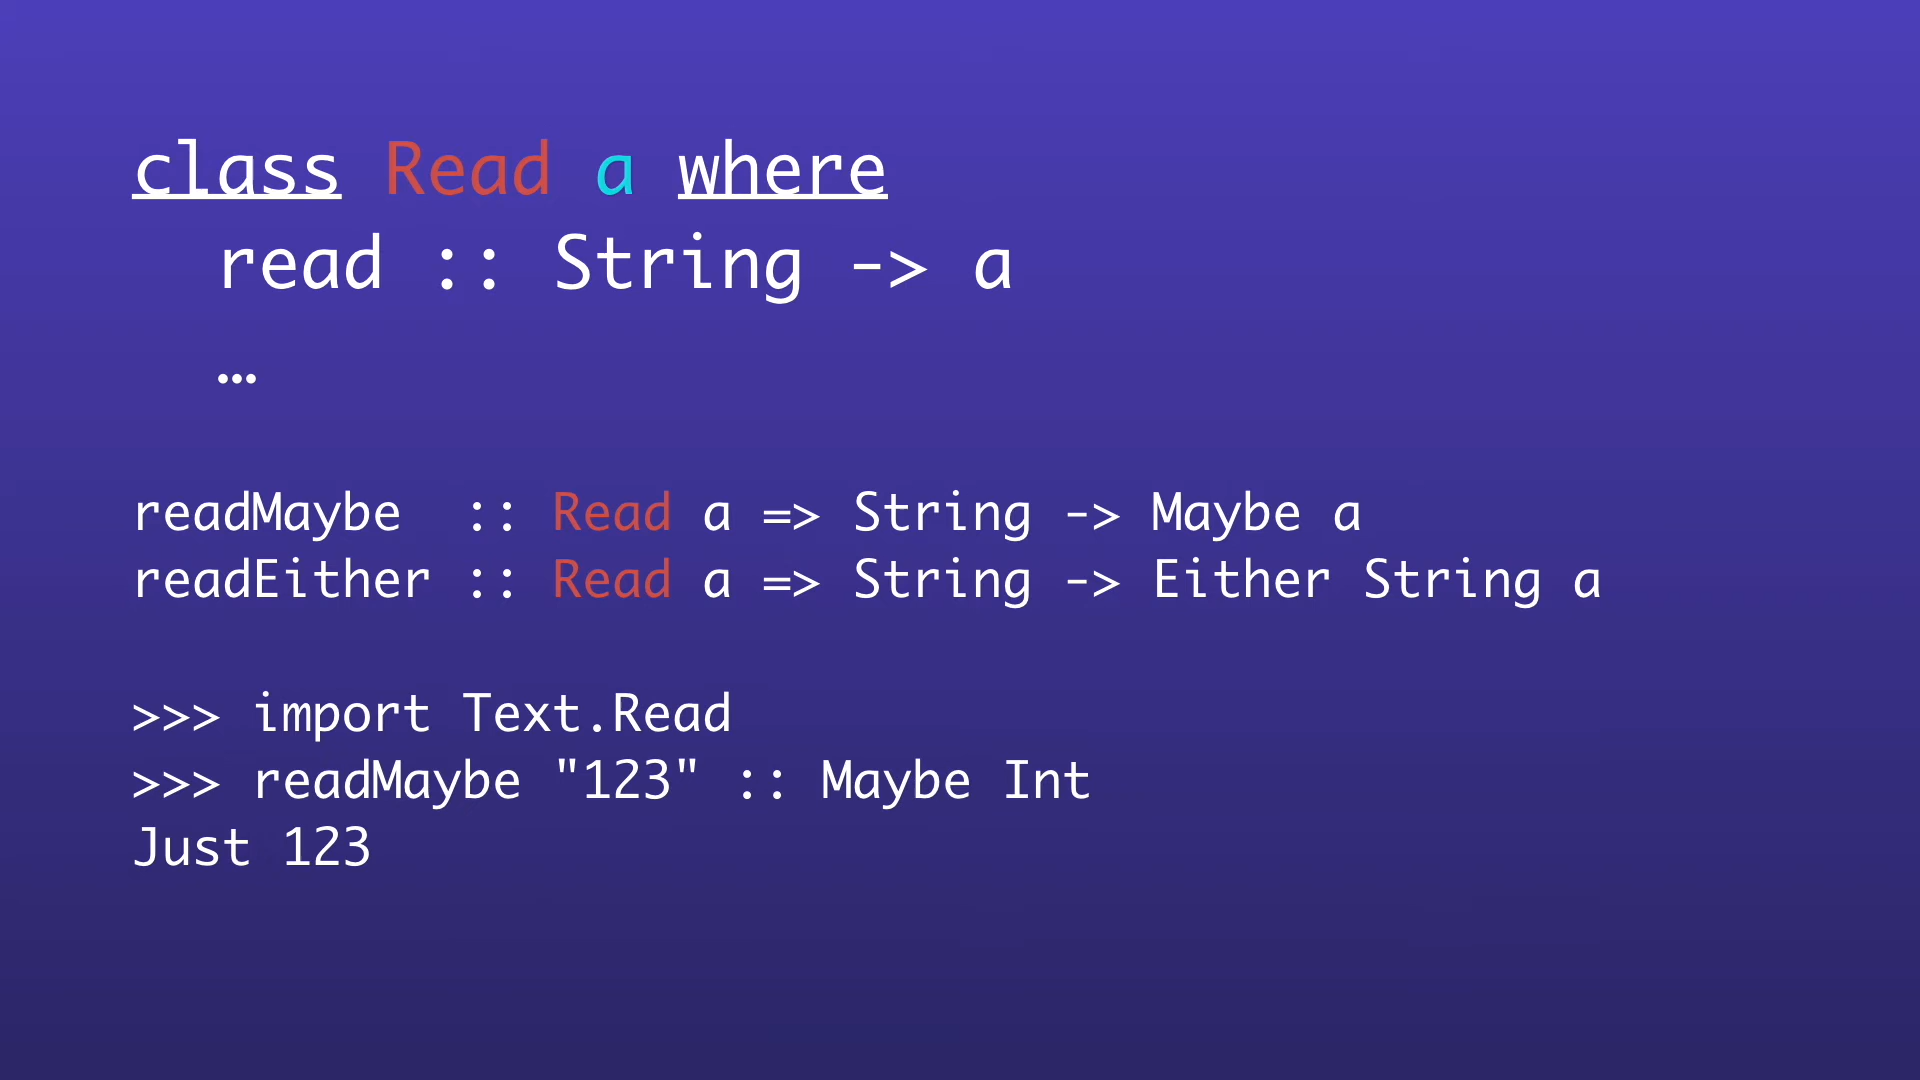 class Read a where
  read :: String -> a
  …
readMaybe  :: Read a => String -> Maybe a
readEither :: Read a => String -> Either String a
>>> import Text.Read
>>> readMaybe "123" :: Maybe Int
Just 123